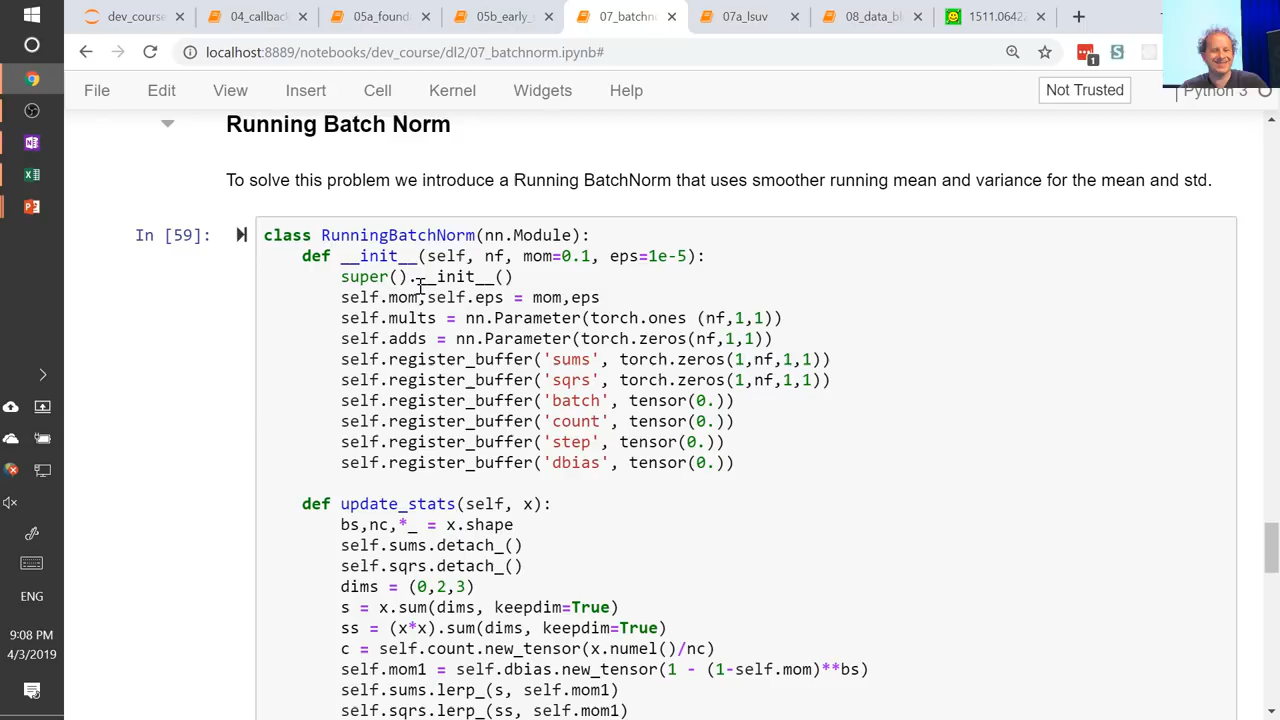 dev_course
04_callback
05a_found
05b_early_s
07_batchno
07a_lsuv
08_data_bl
1511.0642
localhost:8889/notebooks/dev_course/dl2/07_batchnorm.ipynb#
1
S
File Edit View Insert Cell Kernel Widgets Help
Not Trusted
Python 3
Running Batch Norm
To solve this problem we introduce a Running BatchNorm that uses smoother running mean and variance for the mean and std.
In [59]:
class RunningBatchNorm(nn.Module):
def __init__(self, nf, mom=0.1, eps=1e-5):
super().__init__()
self.mom,self.eps = mom,eps
self.mults = nn.Parameter(torch.ones (nf,1,1))
self.adds = nn.Parameter(torch.zeros(nf,1,1))
self.register_buffer('sums', torch.zeros(1,nf,1,1))
self.register_buffer('sqrs', torch.zeros(1,nf,1,1))
self.register_buffer('batch', tensor(0.))
self.register_buffer('count', tensor(0.))
self.register_buffer('step', tensor(0.))
self.register_buffer('dbias', tensor(0.))
def update_stats(self, x):
bs,nc,*_ = x.shape
self.sums.detach_()
self.sqrs.detach_()
dims = (0,2,3)
s = x.sum(dims, keepdim=True)
ss = (x*x).sum(dims, keepdim=True)
c = self.count.new_tensor(x.numel()/nc)
self.mom1 = self.dbias.new_tensor(1 - (1-self.mom)**bs)
self.sums.lerp_(s, self.mom1)
self.sqrs.lerp_(ss, self.mom1)
ENG
9:08 PM
4/3/2019